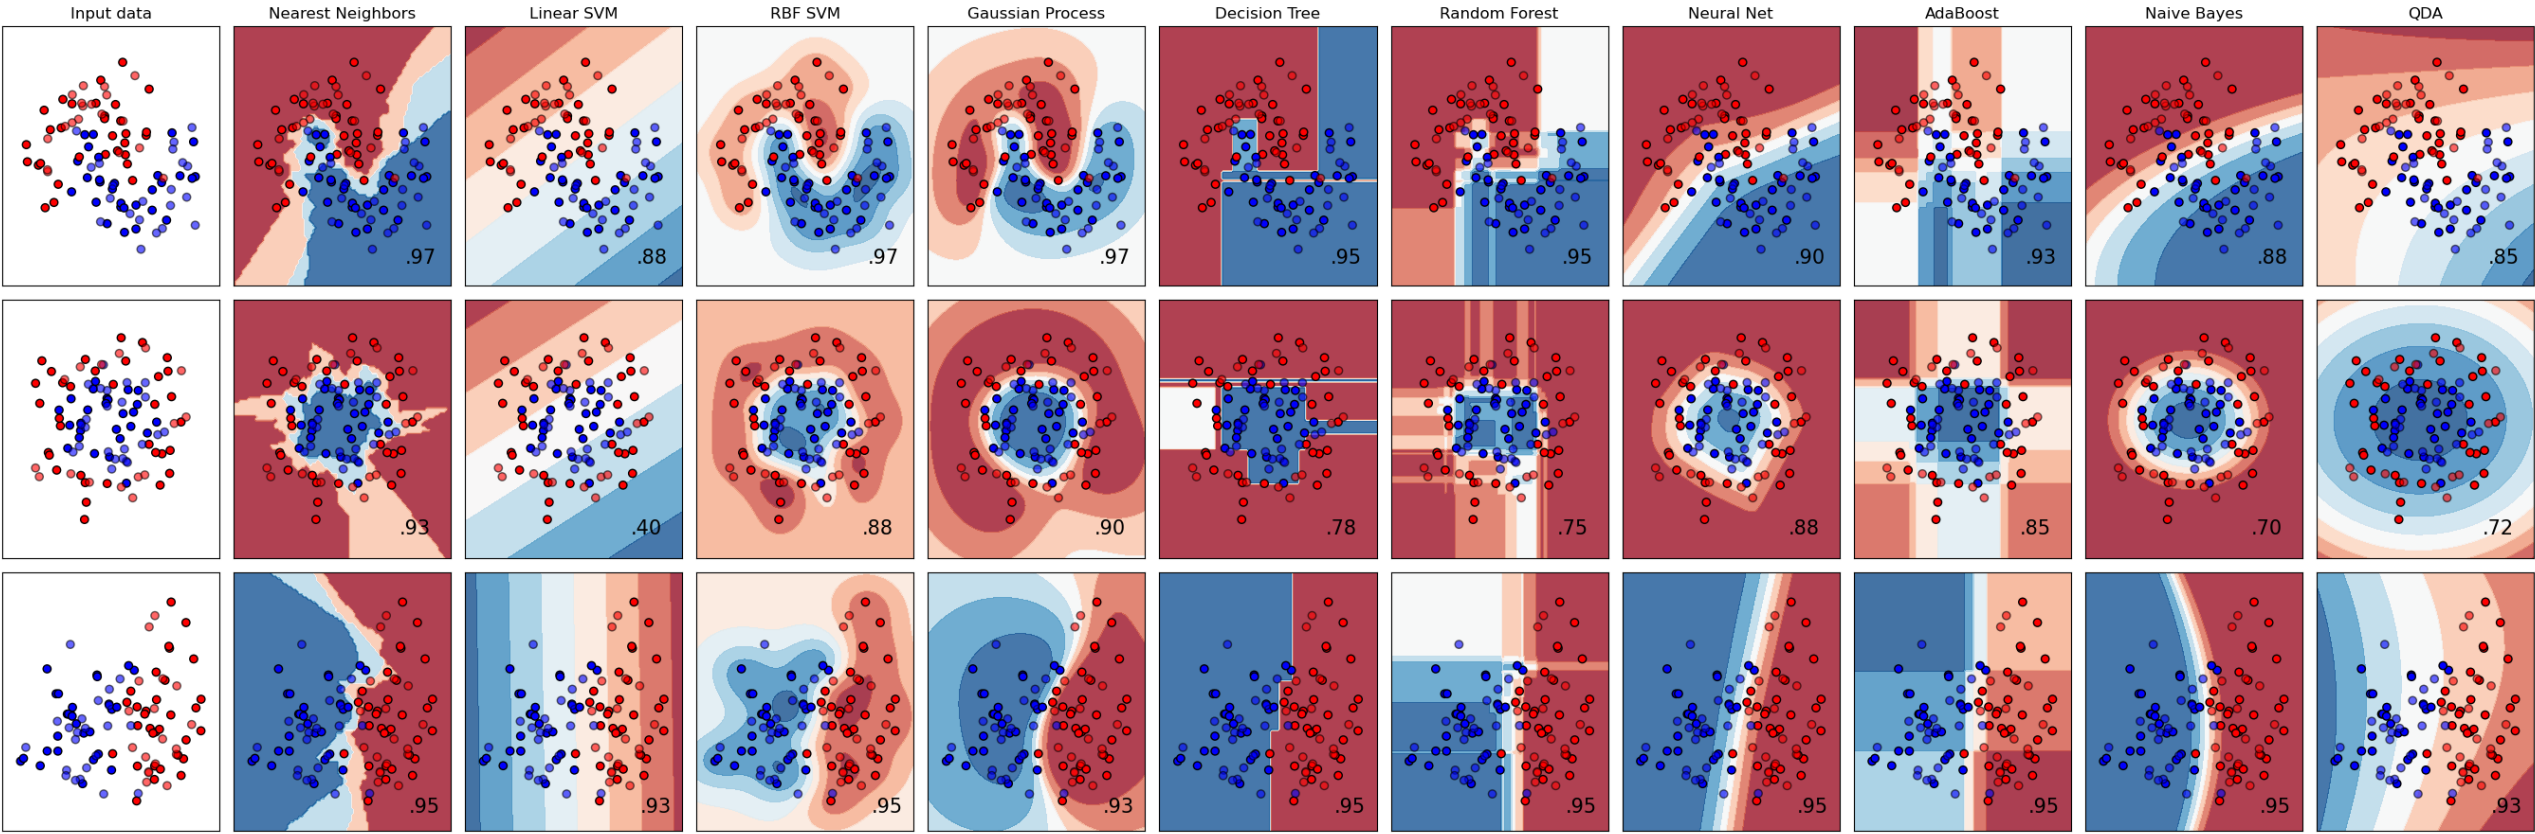 Input data Nearest Neighbors Linear SVM RBF SVM Gaussian Process Decision Tree Random Forest Neural Net AdaBoost Naive Bayes QDA
.97 .88 .97 .97 .95 .95 .90 .93 .88 .85
.93 .40 .88 .90 .78 .75 .88 .85 .70 .72
.95 .93 .95 .93 .95 .95 .95 .95 .95 .93